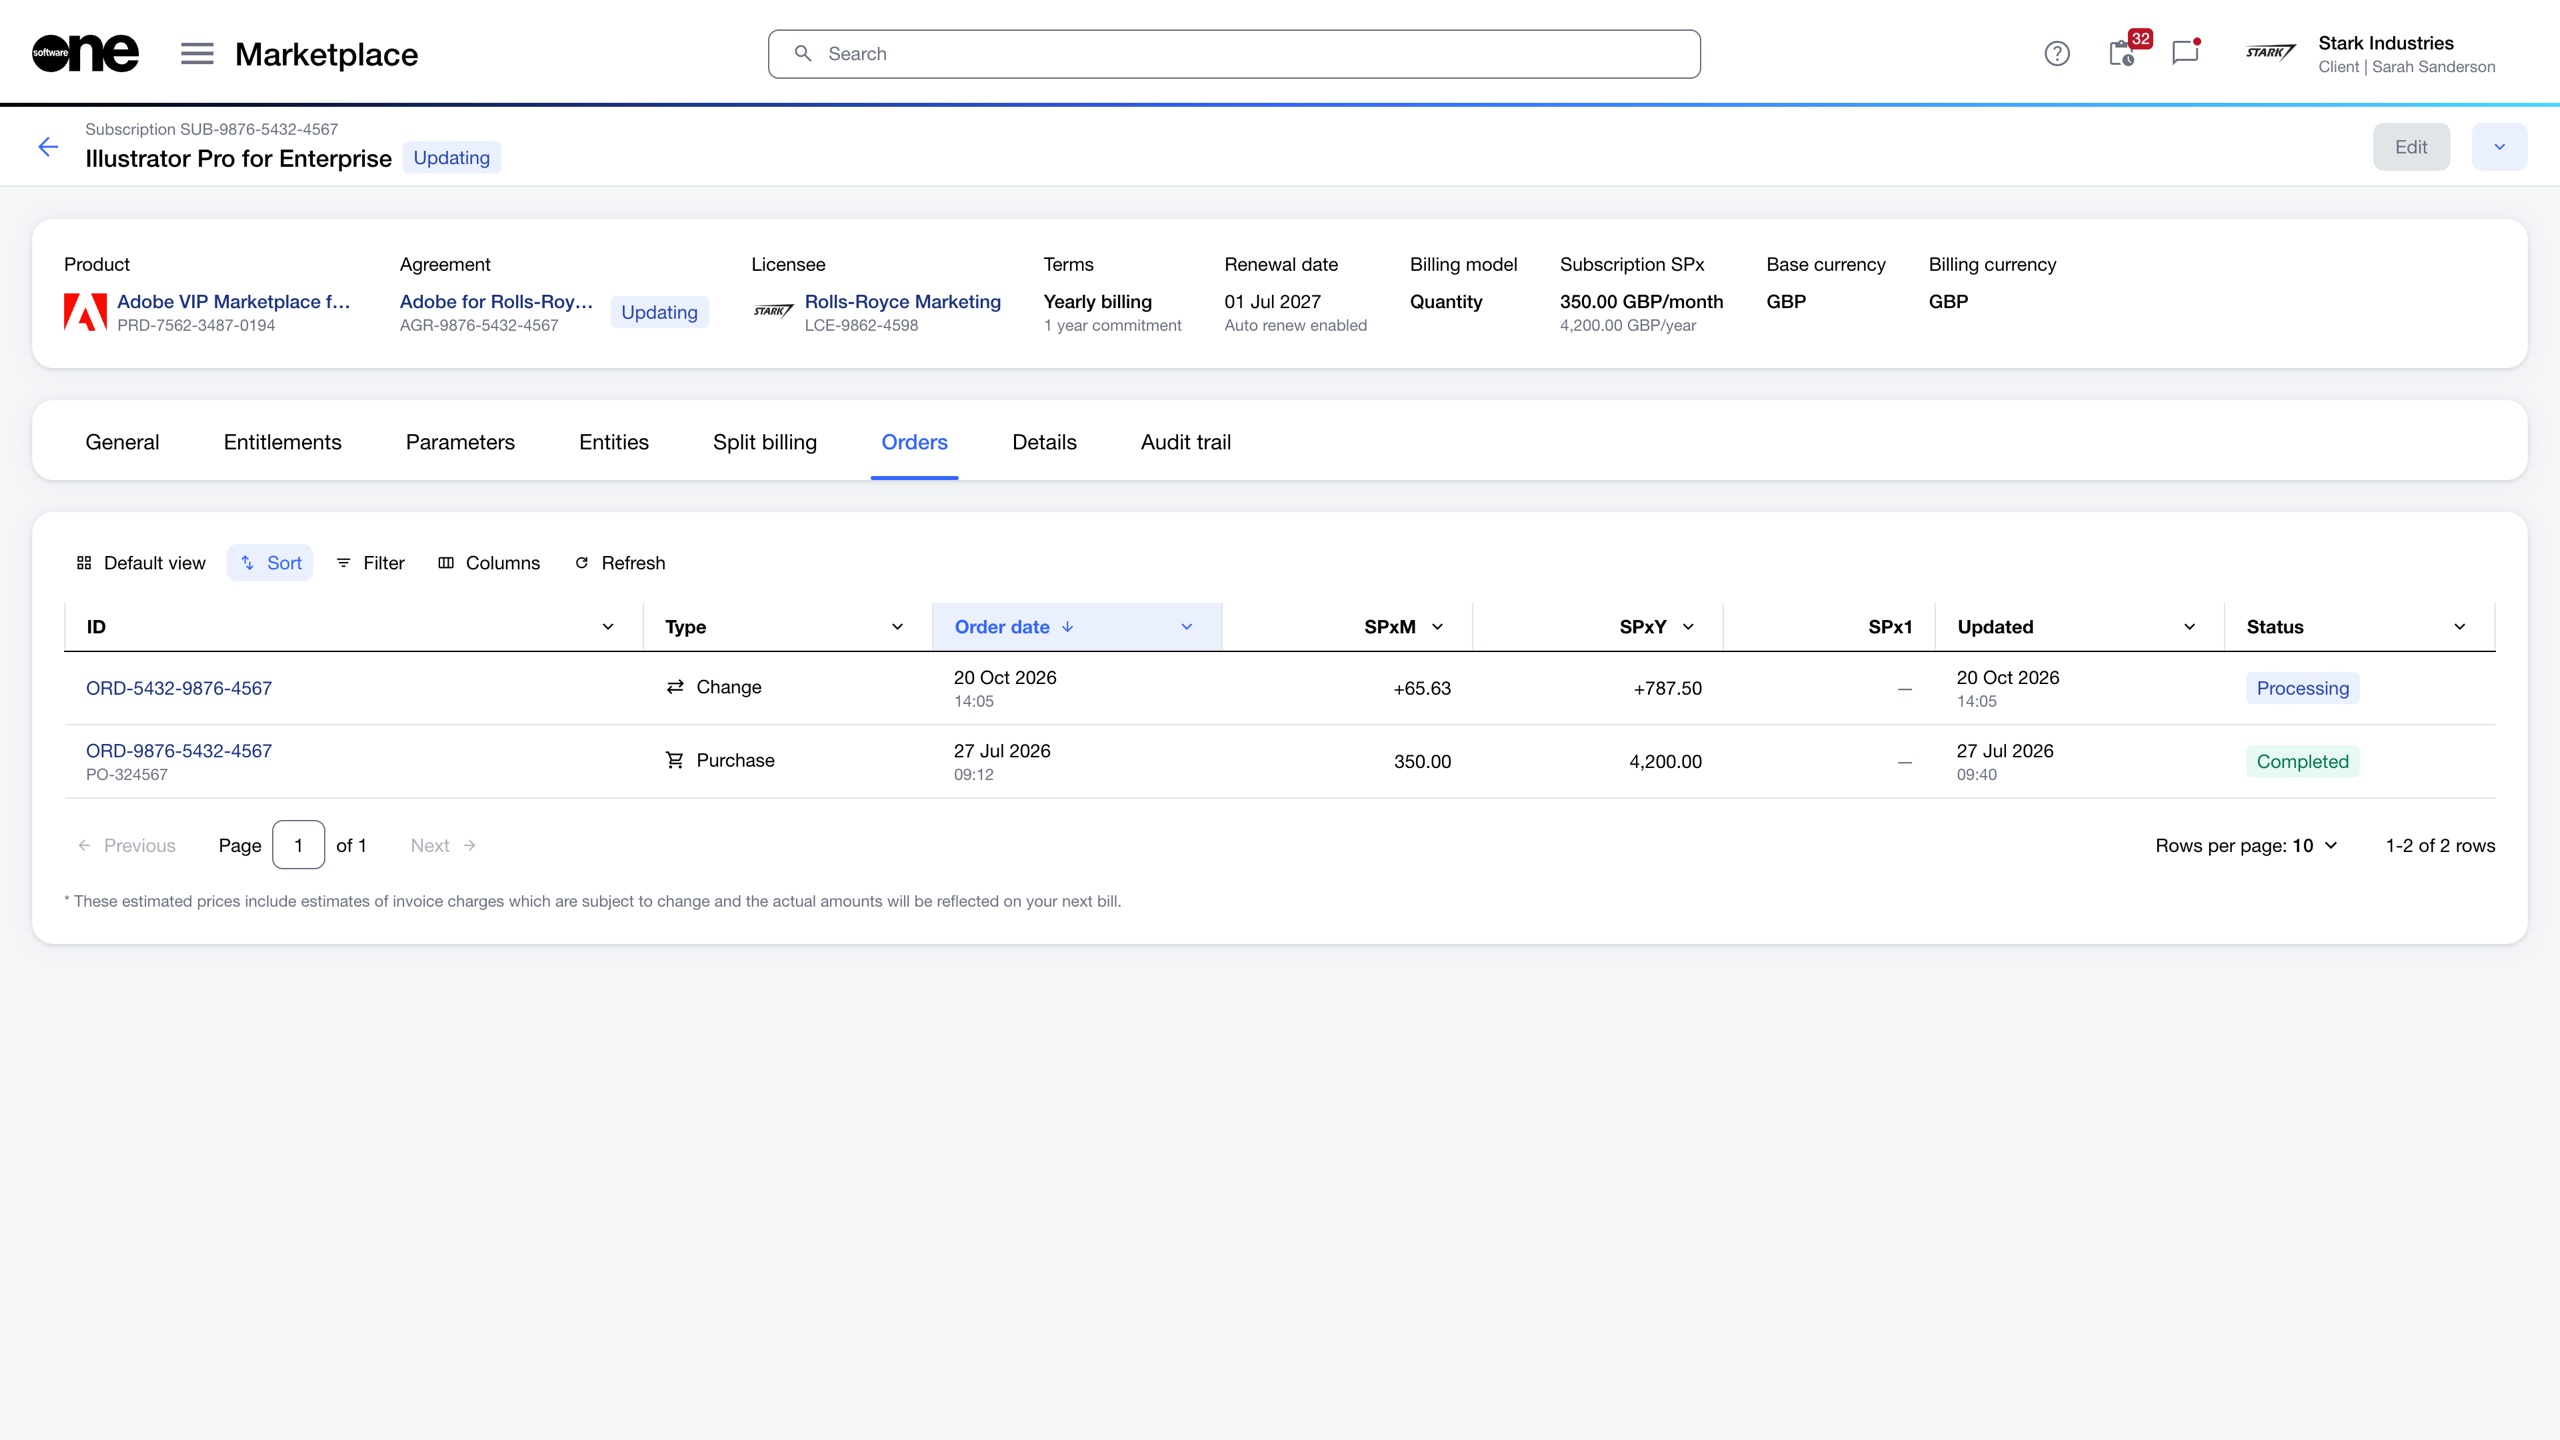 software one
Marketplace
Search
32
STARK
Stark Industries
Client | Sarah Sanderson
Subscription SUB-9876-5432-4567
Illustrator Pro for Enterprise
Updating
Edit
Product
Agreement
Licensee
Terms
Renewal date
Billing model
Subscription SPx
Base currency
Billing currency
Adobe VIP Marketplace f...
PRD-7562-3487-0194
Adobe for Rolls-Roy...
AGR-9876-5432-4567
Updating
STARK
Rolls-Royce Marketing
LCE-9862-4598
Yearly billing
1 year commitment
01 Jul 2027
Auto renew enabled
Quantity
350.00 GBP/month
4,200.00 GBP/year
GBP
GBP
General
Entitlements
Parameters
Entities
Split billing
Orders
Details
Audit trail
Default view
Sort
Filter
Columns
Refresh
ID
Type
Order date
SPxM
SPxY
SPx1
Updated
Status
ORD-5432-9876-4567
Change
20 Oct 2026
14:05
+65.63
+787.50
—
20 Oct 2026
14:05
Processing
ORD-9876-5432-4567
PO-324567
Purchase
27 Jul 2026
09:12
350.00
4,200.00
—
27 Jul 2026
09:40
Completed
Previous
Page 1 of 1
Next
Rows per page: 10
1-2 of 2 rows
* These estimated prices include estimates of invoice charges which are subject to change and the actual amounts will be reflected on your next bill.